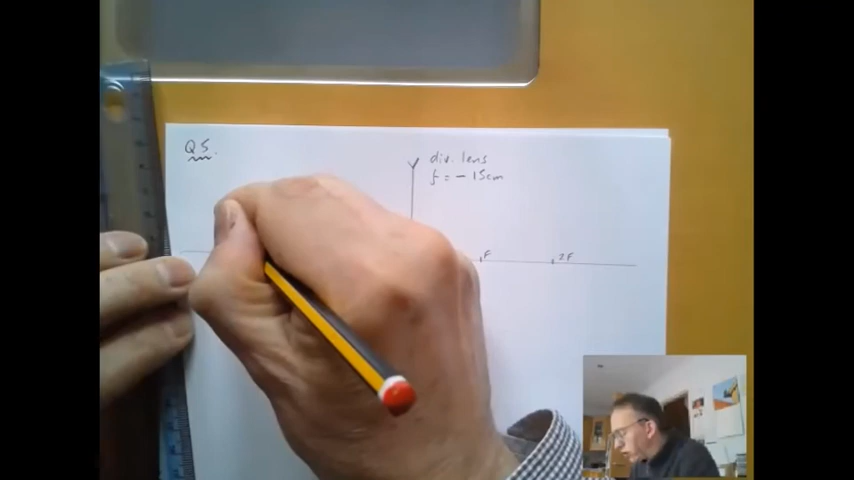 Q5.
div. lens
f = - 15cm
F
2F